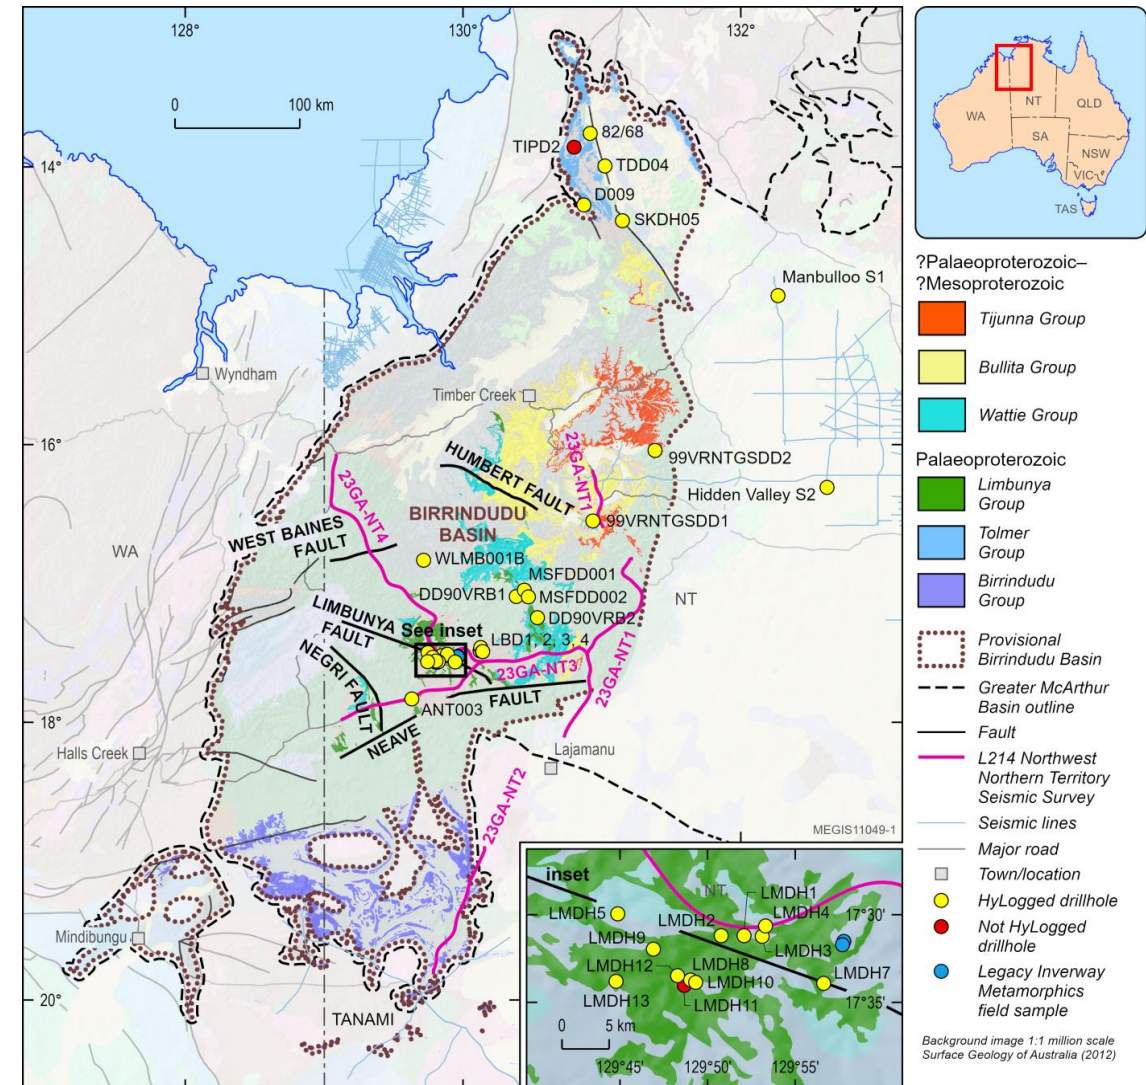 128°
130°
132°
0 100 km
14°
16°
18°
20°
82/68
TIPD2
TDD04
D009
SKDH05
Manbulloo S1
Wyndham
Timber Creek
99VRNTGSDD2
Hidden Valley S2
HUMBERT FAULT
23GA-NT1
23GA-NT4
BIRRINDUDU
BASIN
99VRNTGSDD1
WA
WEST BAINES
FAULT
WLMB001B
MSFDD001
DD90VRB1
MSFDD002
NT
DD90VRB2
LIMBUNYA
FAULT
See inset
LBD1, 2, 3, 4
NEGRI FAULT
23GA-NT3
23GA-NT1
FAULT
ANT003
NEAVE
Halls Creek
Lajamanu
23GA-NT2
MEGIS11049-1
Mindibungu
TANAMI
inset
NT
LMDH1
LMDH5
LMDH2
LMDH4
17°30
LMDH9
LMDH3
LMDH12
LMDH8
LMDH7
LMDH10
LMDH13
LMDH11
17°35
0 5 km
129°45
129°50
129°55
WA
NT
QLD
SA
NSW
VIC
TAS
?Palaeoproterozoic–
?Mesoproterozoic
Tijunna Group
Bullita Group
Wattie Group
Palaeoproterozoic
Limbunya
Group
Tolmer
Group
Birrindudu
Group
Provisional
Birrindudu Basin
Greater McArthur
Basin outline
Fault
L214 Northwest
Northern Territory
Seismic Survey
Seismic lines
Major road
Town/location
HyLogged drillhole
Not HyLogged
drillhole
Legacy Inverway
Metamorphics
field sample
Background image 1:1 million scale
Surface Geology of Australia (2012)